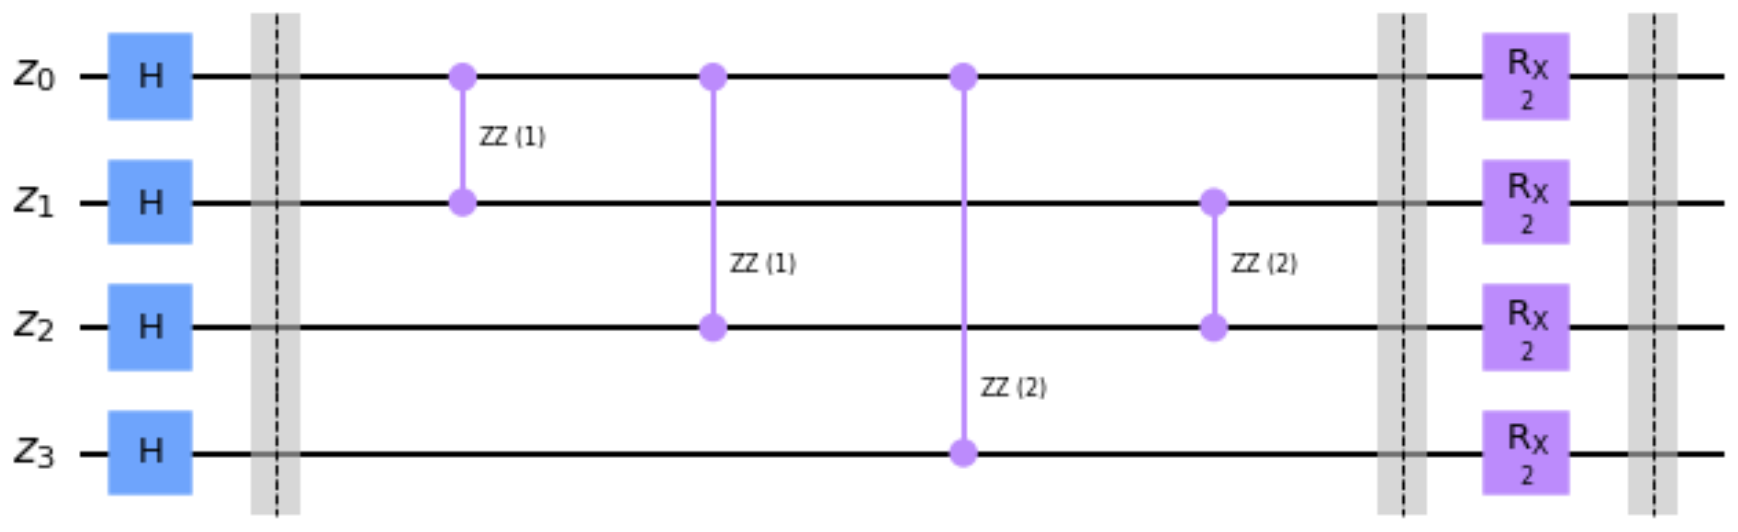 Z0 H RX 2
ZZ (1)
Z1 H RX 2
ZZ (1) ZZ (2)
Z2 H RX 2
ZZ (2)
Z3 H RX 2